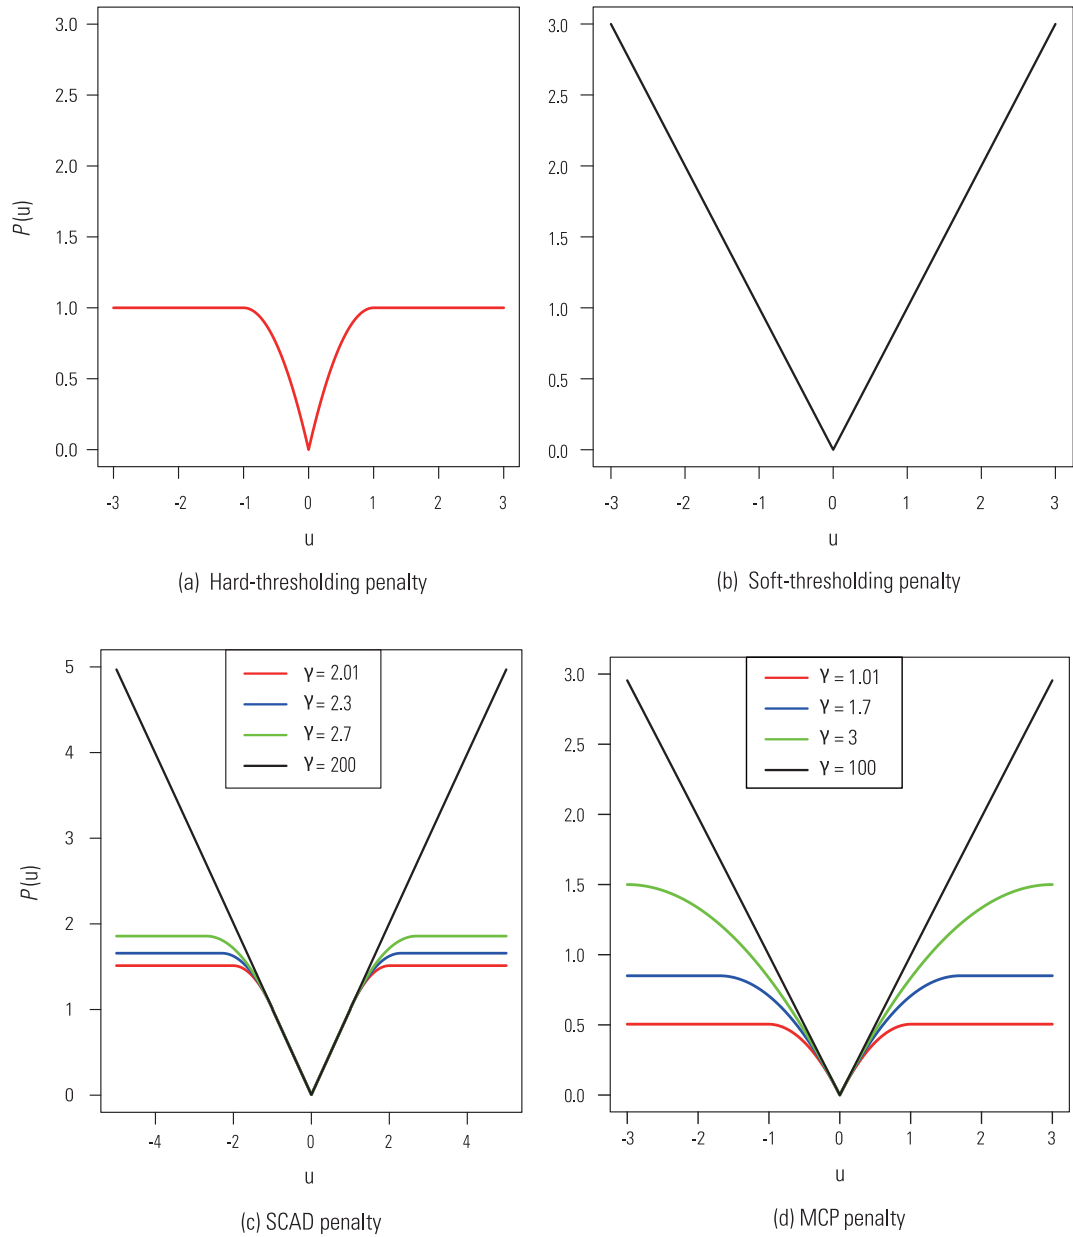 3.0
2.5
2.0
1.5
1.0
0.5
0.0
P(u)
-3 -2 -1 0 1 2 3
u
(a) Hard-thresholding penalty
3.0
2.5
2.0
1.5
1.0
0.5
0.0
-3 -2 -1 0 1 2 3
u
(b) Soft-thresholding penalty
5
4
3
2
1
0
P(u)
γ = 2.01
γ = 2.3
γ = 2.7
γ = 200
-4 -2 0 2 4
u
(c) SCAD penalty
3.0
2.5
2.0
1.5
1.0
0.5
0.0
γ = 1.01
γ = 1.7
γ = 3
γ = 100
-3 -2 -1 0 1 2 3
u
(d) MCP penalty